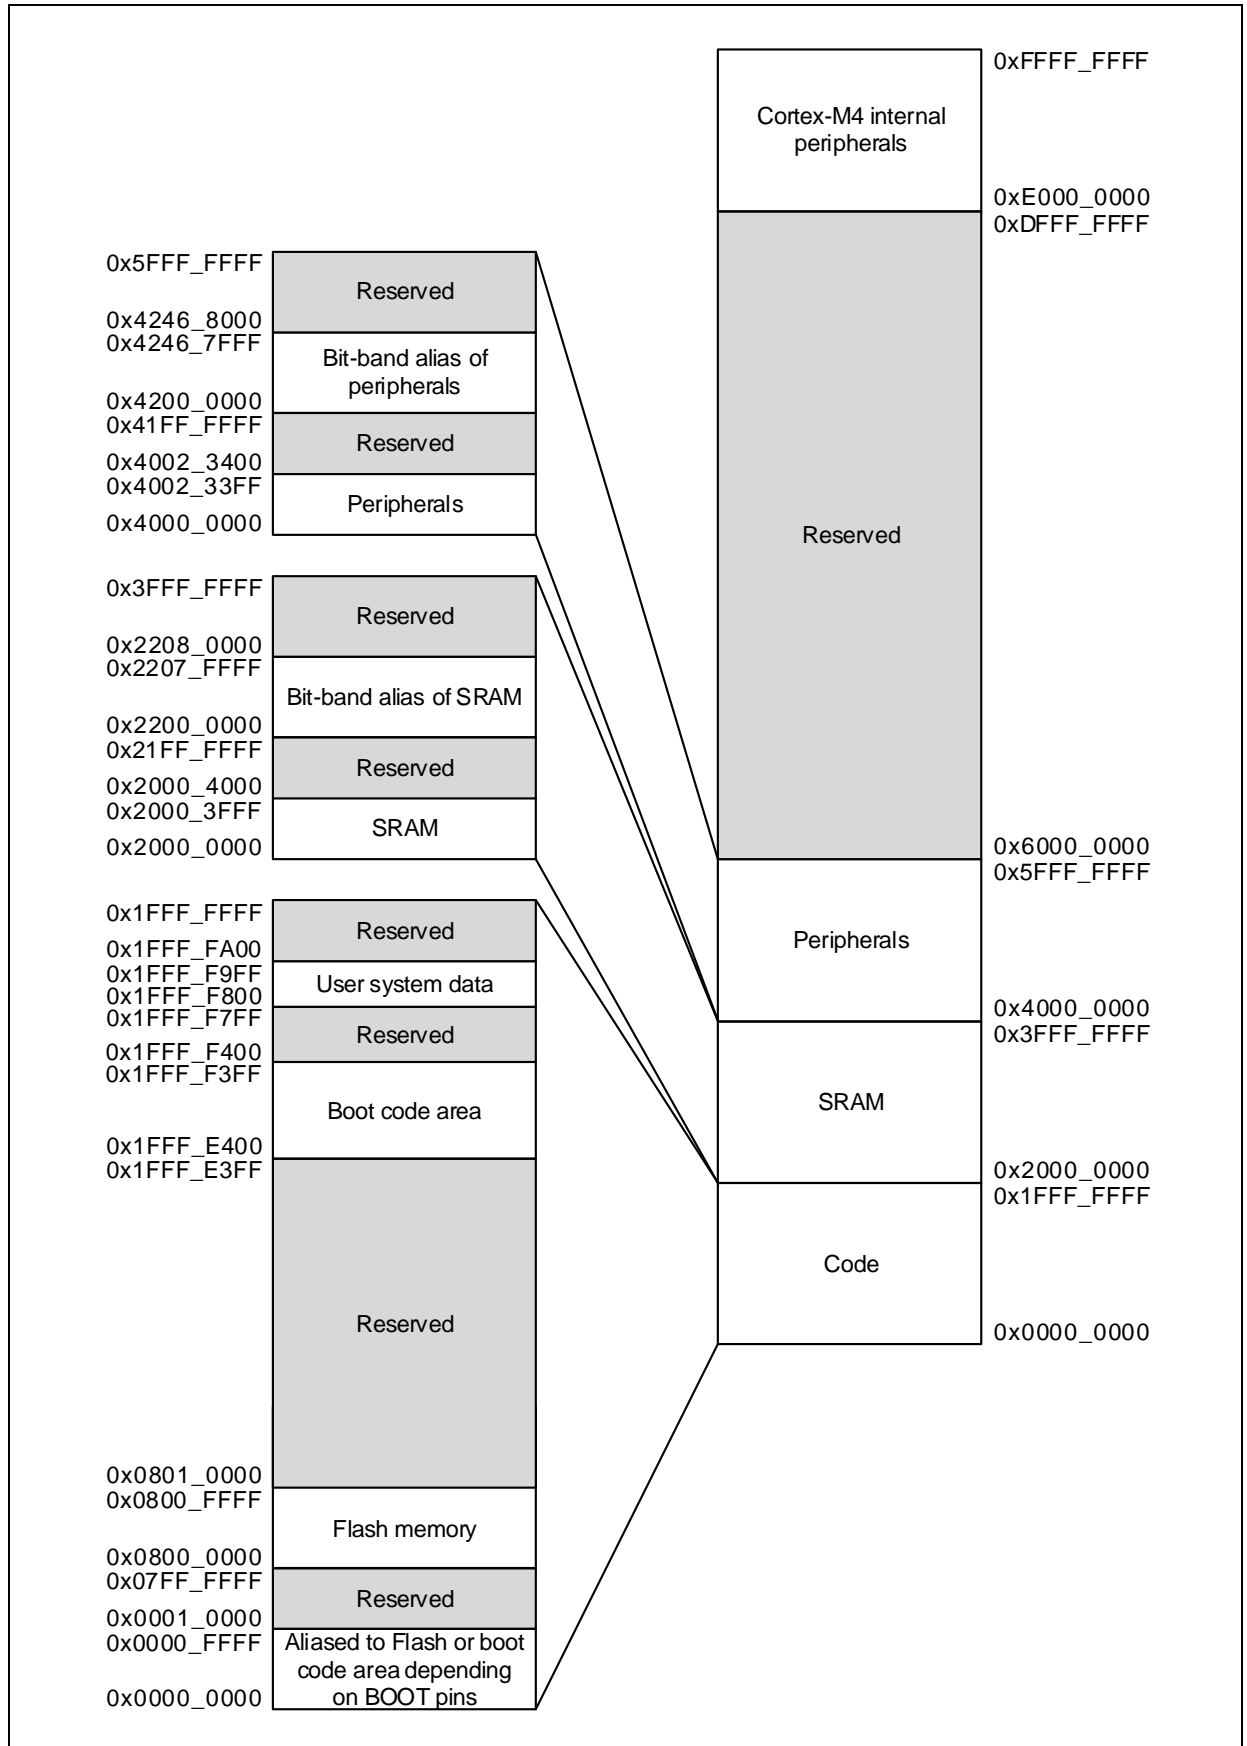 0xFFFF_FFFF
Cortex-M4 internal
peripherals
0xE000_0000
0xDFFF_FFFF
Reserved
0x6000_0000
0x5FFF_FFFF
Peripherals
0x4000_0000
0x3FFF_FFFF
SRAM
0x2000_0000
0x1FFF_FFFF
Code
0x0000_0000
0x5FFF_FFFF
Reserved
0x4246_8000
0x4246_7FFF
Bit-band alias of
peripherals
0x4200_0000
0x41FF_FFFF
Reserved
0x4002_3400
0x4002_33FF
Peripherals
0x4000_0000
0x3FFF_FFFF
Reserved
0x2208_0000
0x2207_FFFF
Bit-band alias of SRAM
0x2200_0000
0x21FF_FFFF
Reserved
0x2000_4000
0x2000_3FFF
SRAM
0x2000_0000
0x1FFF_FFFF
Reserved
0x1FFF_FA00
0x1FFF_F9FF
User system data
0x1FFF_F800
0x1FFF_F7FF
Reserved
0x1FFF_F400
0x1FFF_F3FF
Boot code area
0x1FFF_E400
0x1FFF_E3FF
Reserved
0x0801_0000
0x0800_FFFF
Flash memory
0x0800_0000
0x07FF_FFFF
Reserved
0x0001_0000
0x0000_FFFF
Aliased to Flash or boot
code area depending
on BOOT pins
0x0000_0000